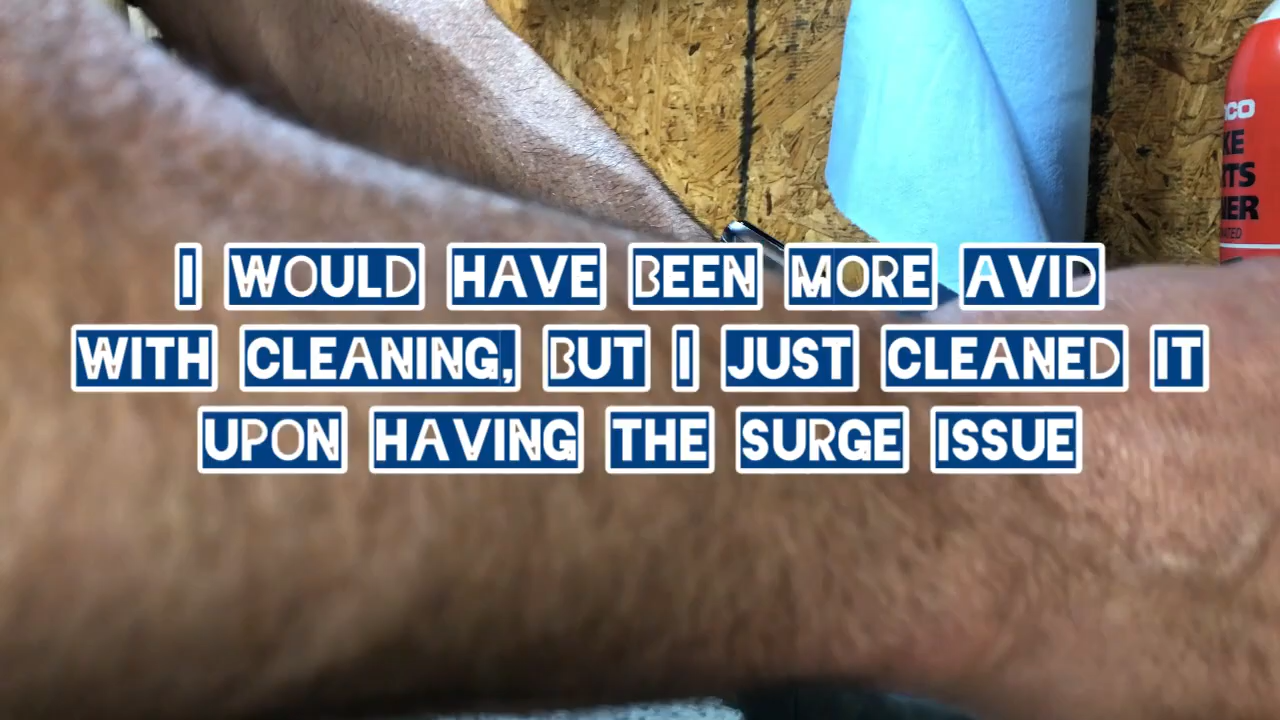 I WOULD HAVE BEEN MORE AVID
WITH CLEANING, BUT I JUST CLEANED IT
UPON HAVING THE SURGE ISSUE